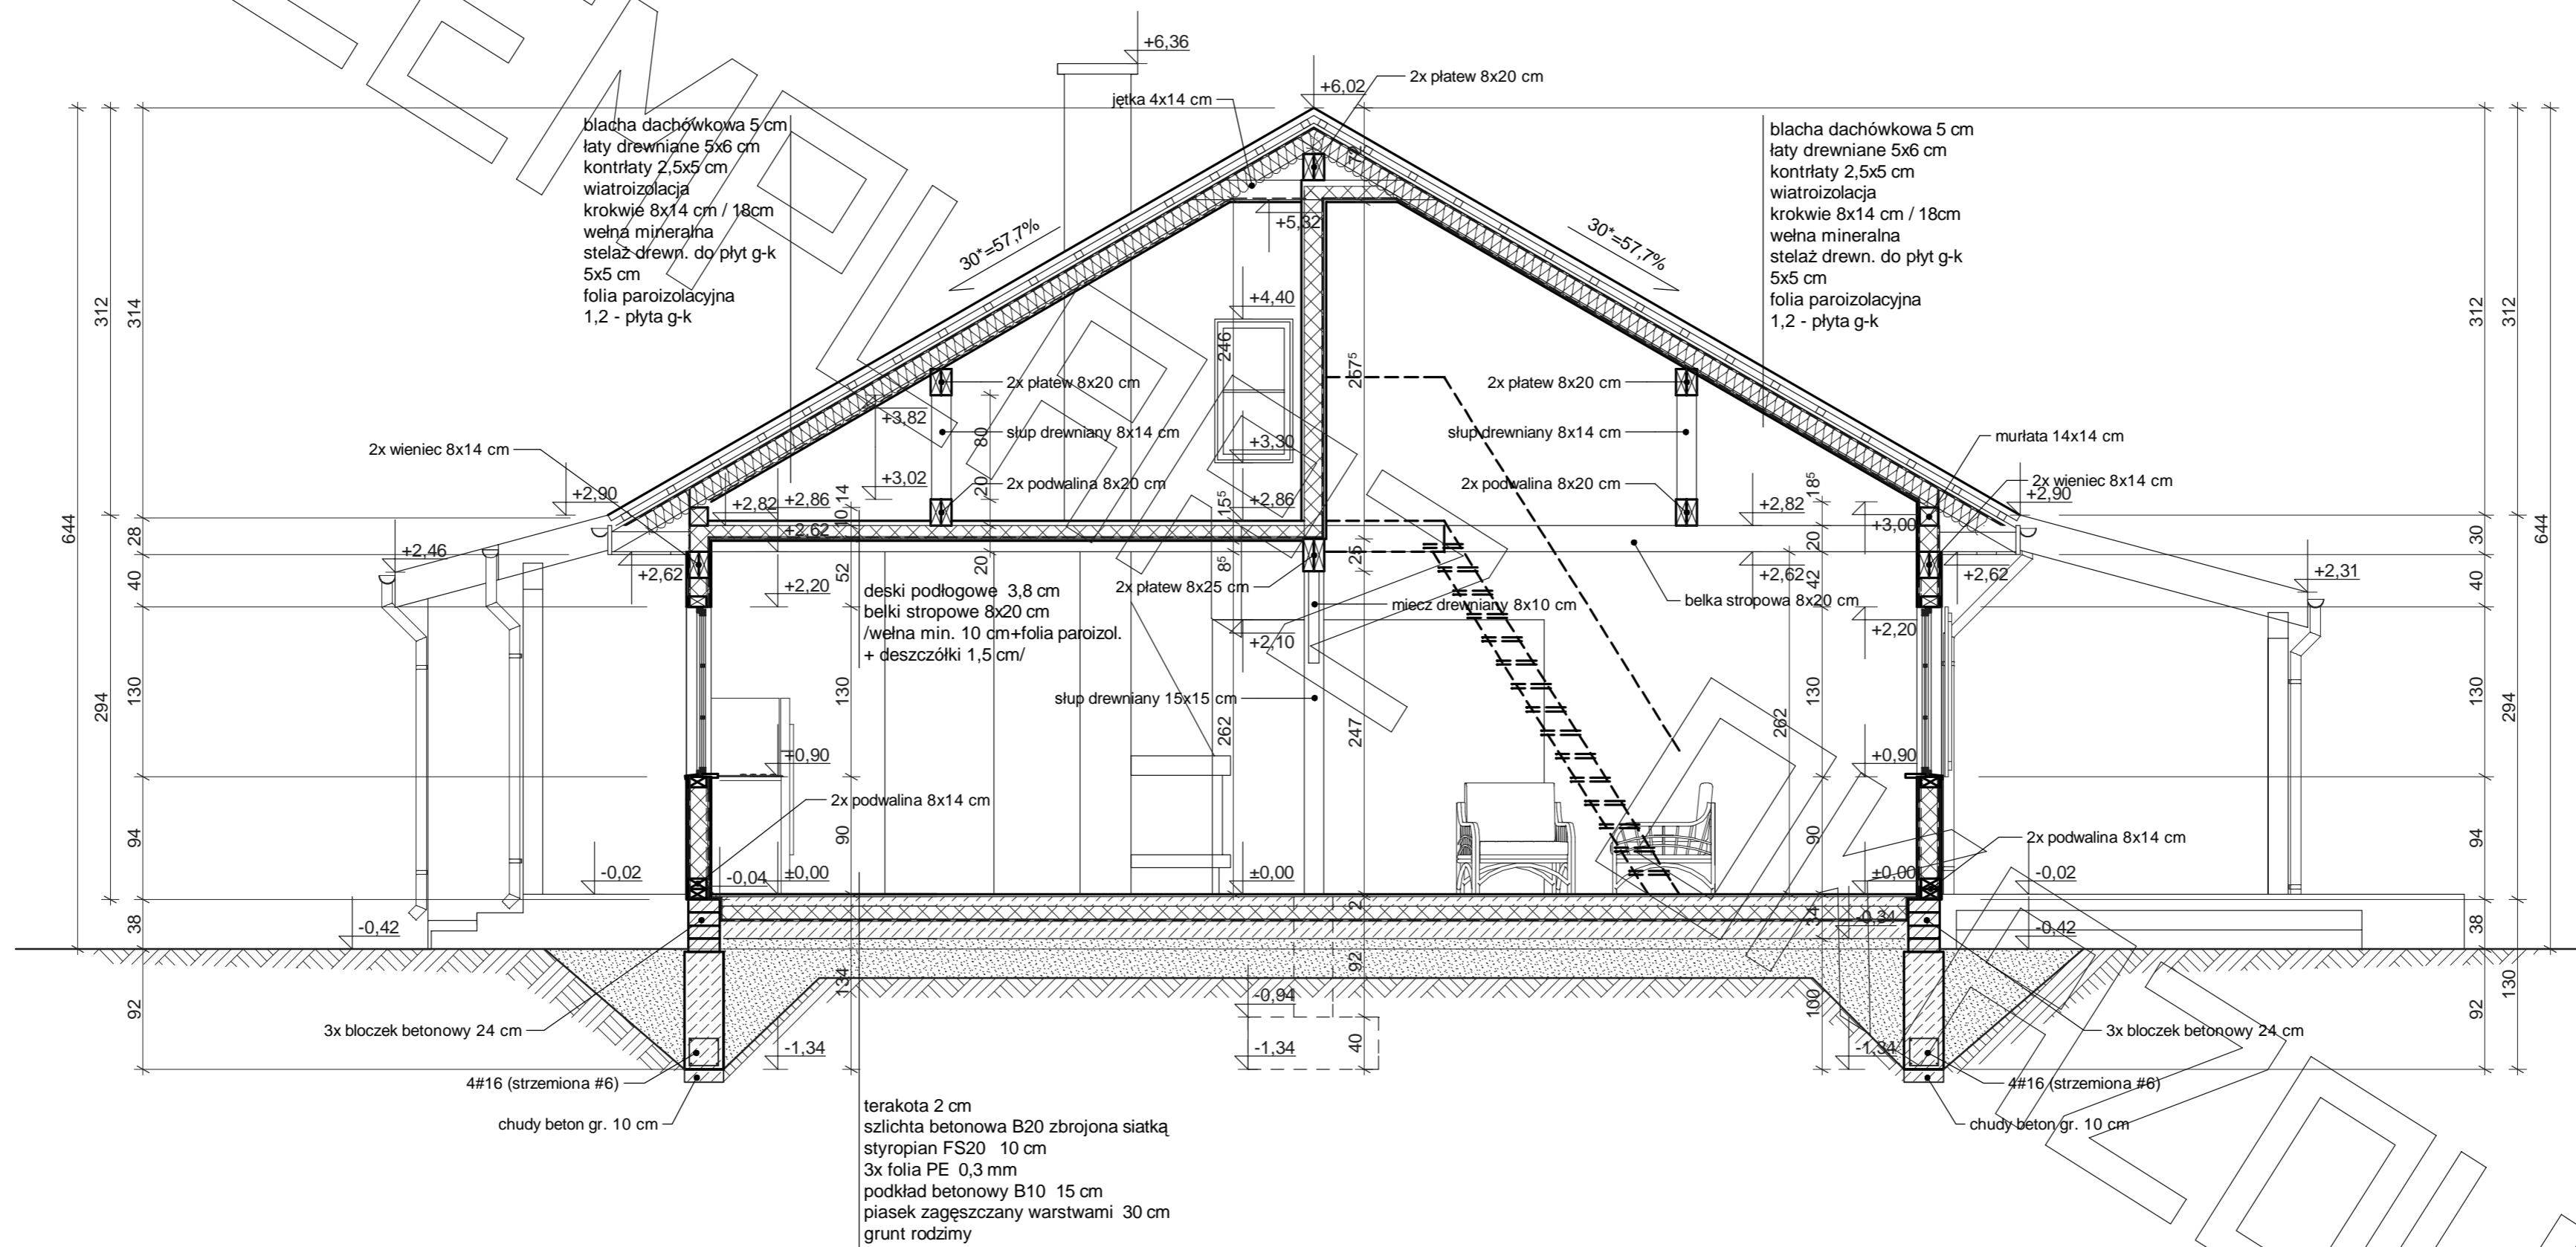 +6,36
+6,02
2x płatew 8x20 cm
jętka 4x14 cm
blacha dachówkowa 5 cm
łaty drewniane 5x6 cm
kontrłaty 2,5x5 cm
wiatroizolacja
krokwie 8x14 cm / 18cm
wełna mineralna
stelaż drewn. do płyt g-k
5x5 cm
folia paroizolacyjna
1,2 - płyta g-k
blacha dachówkowa 5 cm
łaty drewniane 5x6 cm
kontrłaty 2,5x5 cm
wiatroizolacja
krokwie 8x14 cm / 18cm
wełna mineralna
stelaż drewn. do płyt g-k
5x5 cm
folia paroizolacyjna
1,2 - płyta g-k
30*=57,7%
30*=57,7%
+5,32
+4,40
246
257⁵
312
314
312
312
2x płatew 8x20 cm
2x płatew 8x20 cm
+3,82
80
słup drewniany 8x14 cm
słup drewniany 8x14 cm
+3,30
murłata 14x14 cm
2x wieniec 8x14 cm
2x wieniec 8x14 cm
+3,02
20
2x podwalina 8x20 cm
2x podwalina 8x20 cm
+2,90
+2,82
+2,86
14
10
15⁵
+2,86
+2,82
18⁵
+2,90
+3,00
644
28
+2,46
+2,62
+2,62
52
20
8⁵
25
+2,62
20
42
+2,62
30
644
40
+2,20
2x płatew 8x25 cm
miecz drewniany 8x10 cm
belka stropowa 8x20 cm
+2,31
40
deski podłogowe 3,8 cm
belki stropowe 8x20 cm
/wełna min. 10 cm+folia paroizol.
+ deszczółki 1,5 cm/
+2,10
+2,20
294
130
130
słup drewniany 15x15 cm
262
247
262
130
130
294
+0,90
+0,90
2x podwalina 8x14 cm
2x podwalina 8x14 cm
94
90
90
94
-0,02
-0,04
±0,00
±0,00
±0,00
-0,02
38
-0,42
2
34
-0,34
-0,42
38
92
134
92
-0,94
100
92
130
3x bloczek betonowy 24 cm
3x bloczek betonowy 24 cm
-1,34
-1,34
40
-1,34
4#16 (strzemiona #6)
4#16 (strzemiona #6)
chudy beton gr. 10 cm
chudy beton gr. 10 cm
terakota 2 cm
szlichta betonowa B20 zbrojona siatką
styropian FS20 10 cm
3x folia PE 0,3 mm
podkład betonowy B10 15 cm
piasek zagęszczany warstwami 30 cm
grunt rodzimy